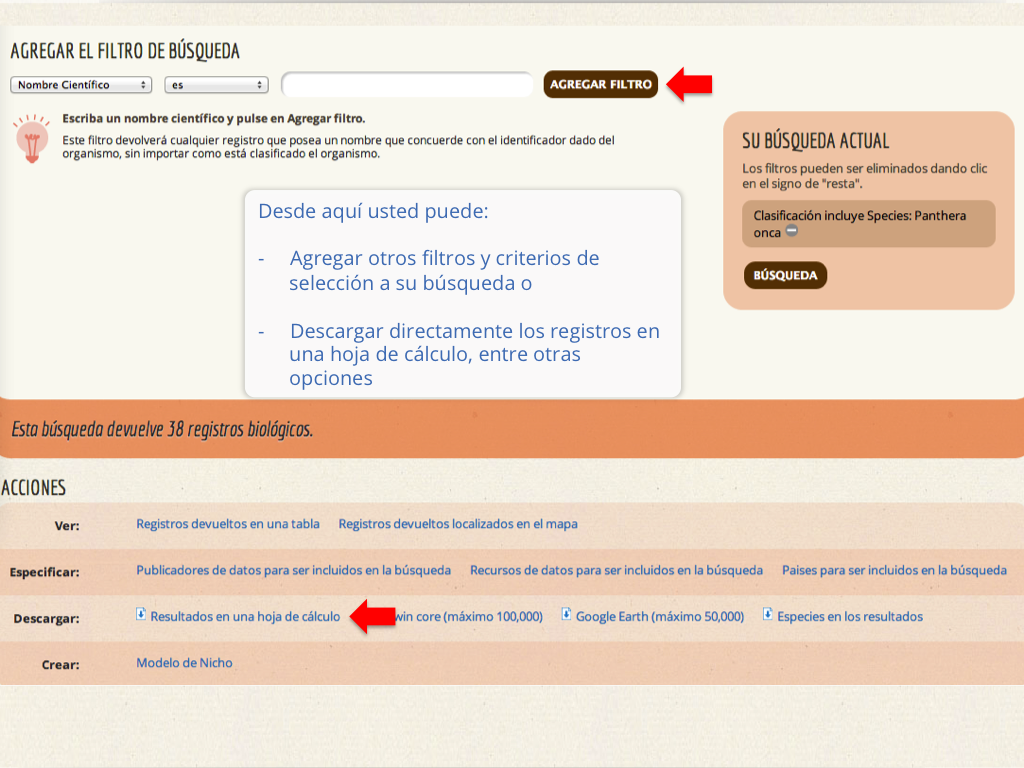 AGREGAR EL FILTRO DE BÚSQUEDA
Nombre Científico es AGREGAR FILTRO
Escriba un nombre científico y pulse en Agregar filtro.
Este filtro devolverá cualquier registro que posea un nombre que concuerde con el identificador dado del
organismo, sin importar como está clasificado el organismo.
SU BÚSQUEDA ACTUAL
Los filtros pueden ser eliminados dando clic
en el signo de "resta".
Clasificación incluye Species: Panthera
onca
BÚSQUEDA
Desde aquí usted puede:
- Agregar otros filtros y criterios de
selección a su búsqueda o
- Descargar directamente los registros en
una hoja de cálculo, entre otras
opciones
Esta búsqueda devuelve 38 registros biológicos.
ACCIONES
Ver: Registros devueltos en una tabla Registros devueltos localizados en el mapa
Especificar: Publicadores de datos para ser incluidos en la búsqueda Recursos de datos para ser incluidos en la búsqueda Paises para ser incluidos en la búsqueda
Descargar: Resultados en una hoja de cálculo win core (máximo 100,000) Google Earth (máximo 50,000) Especies en los resultados
Crear: Modelo de Nicho